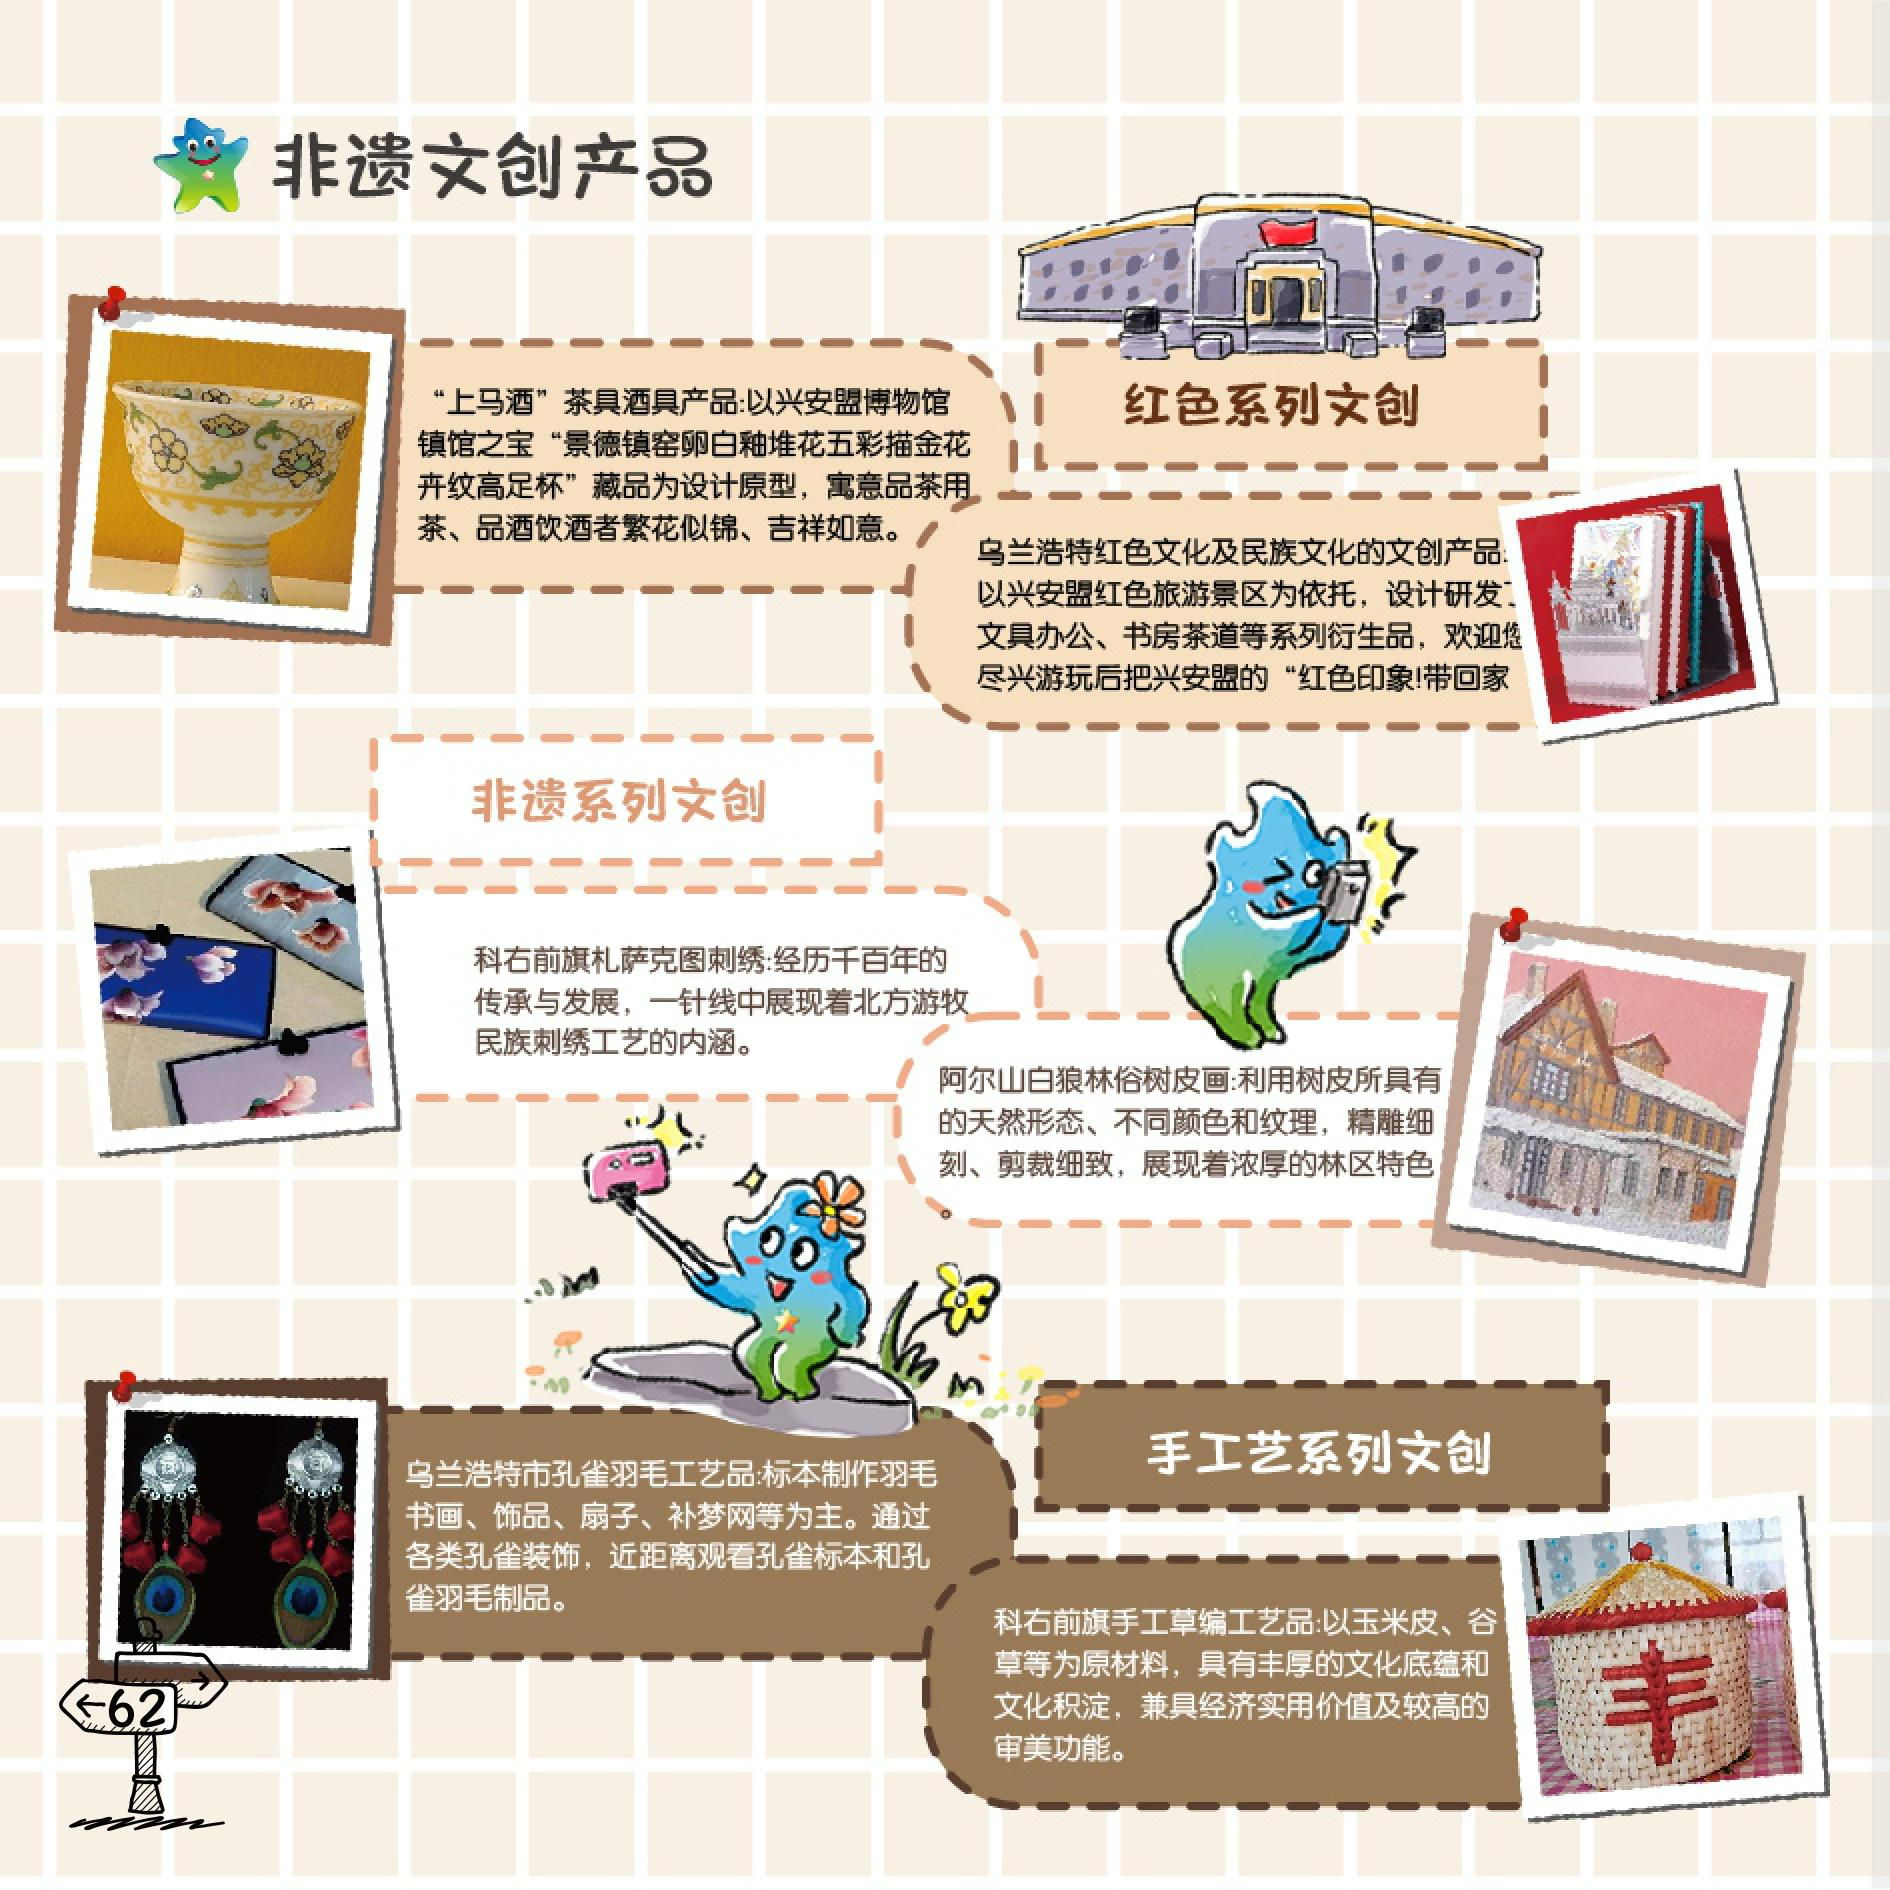 非遗文创产品
“上马酒”茶具酒具产品:以兴安盟博物馆
镇馆之宝“景德镇窑卵白釉堆花五彩描金花
卉纹高足杯”藏品为设计原型，寓意品茶用
茶、品酒饮酒者繁花似锦、吉祥如意。
红色系列文创
乌兰浩特红色文化及民族文化的文创产品:
以兴安盟红色旅游景区为依托，设计研发了
文具办公、书房茶道等系列衍生品，欢迎您
尽兴游玩后把兴安盟的“红色印象!带回家
非遗系列文创
科右前旗札萨克图刺绣:经历千百年的
传承与发展，一针线中展现着北方游牧
民族刺绣工艺的内涵。
阿尔山白狼林俗树皮画:利用树皮所具有
的天然形态、不同颜色和纹理，精雕细
刻、剪裁细致，展现着浓厚的林区特色
。
乌兰浩特市孔雀羽毛工艺品:标本制作羽毛
书画、饰品、扇子、补梦网等为主。通过
各类孔雀装饰，近距离观看孔雀标本和孔
雀羽毛制品。
手工艺系列文创
科右前旗手工草编工艺品:以玉米皮、谷
草等为原材料，具有丰厚的文化底蕴和
文化积淀，兼具经济实用价值及较高的
审美功能。
62